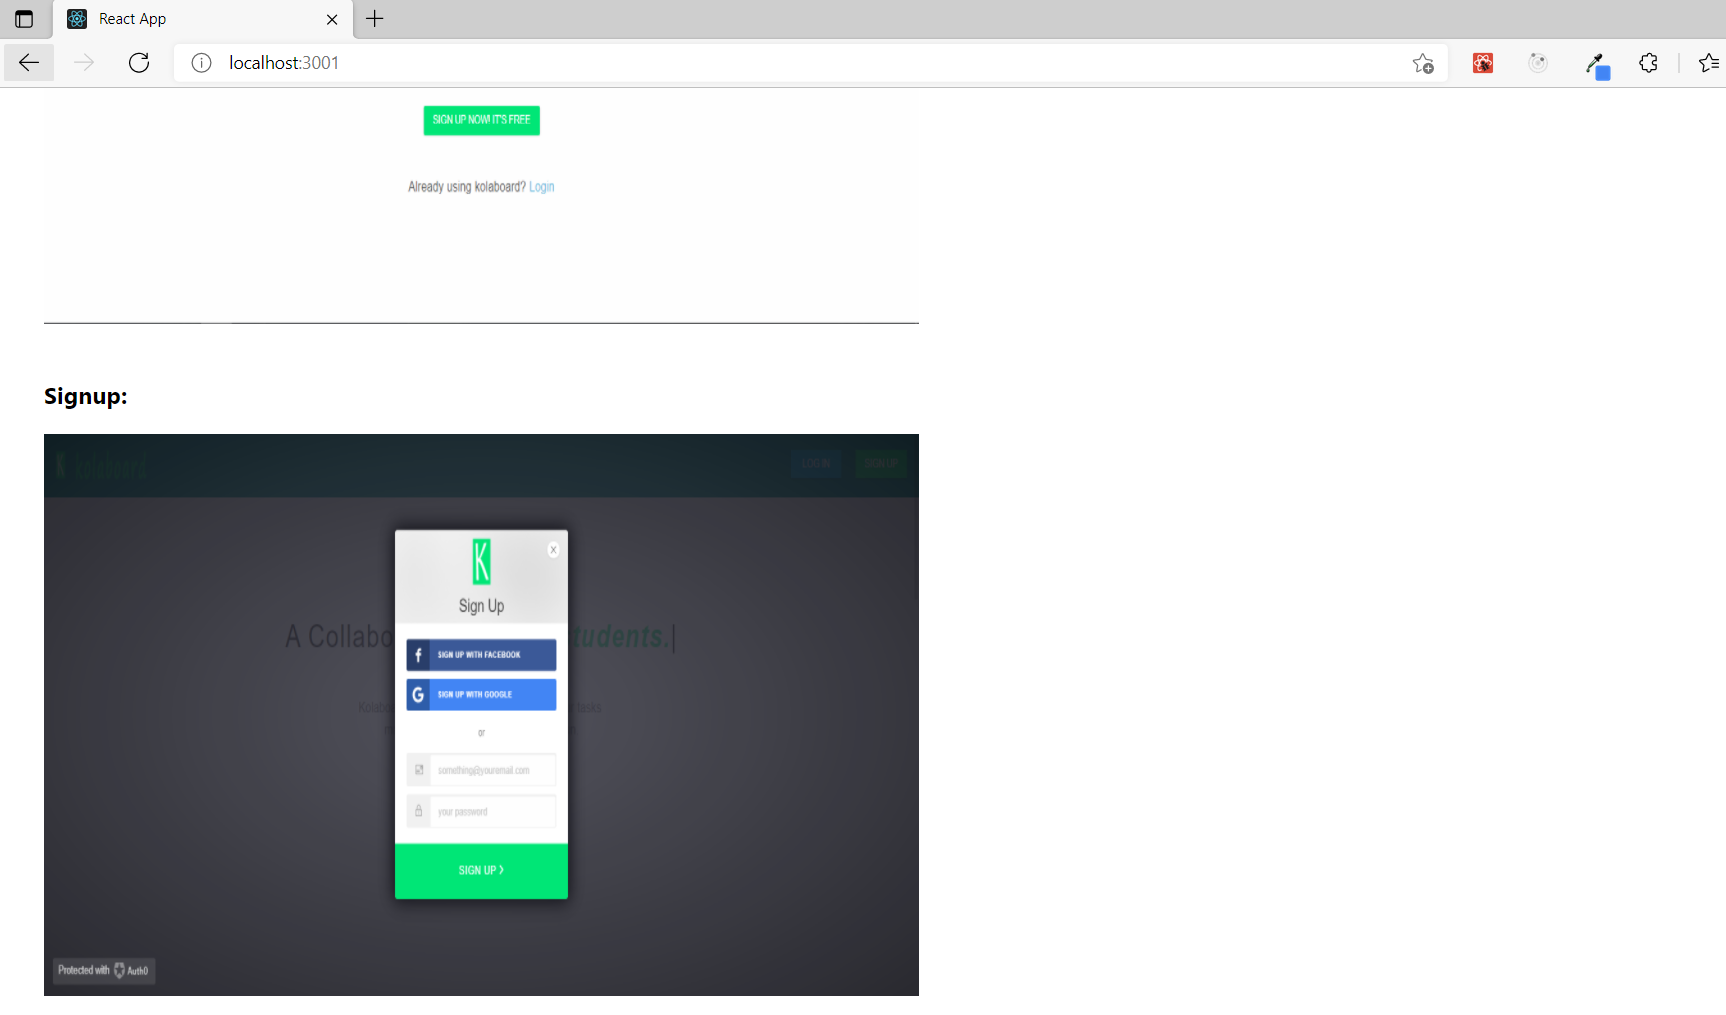 React App
localhost:3001
SIGN UP NOW! IT'S FREE
Already using kolaboard? Login
Signup:
K kolaboard
LOG IN
SIGN UP
K
X
Sign Up
A Collabo
tudents.|
f SIGN UP WITH FACEBOOK
G SIGN UP WITH GOOGLE
Kolabo
Tasks
or
something@youremail.com
your password
SIGN UP >
Protected with Auth0